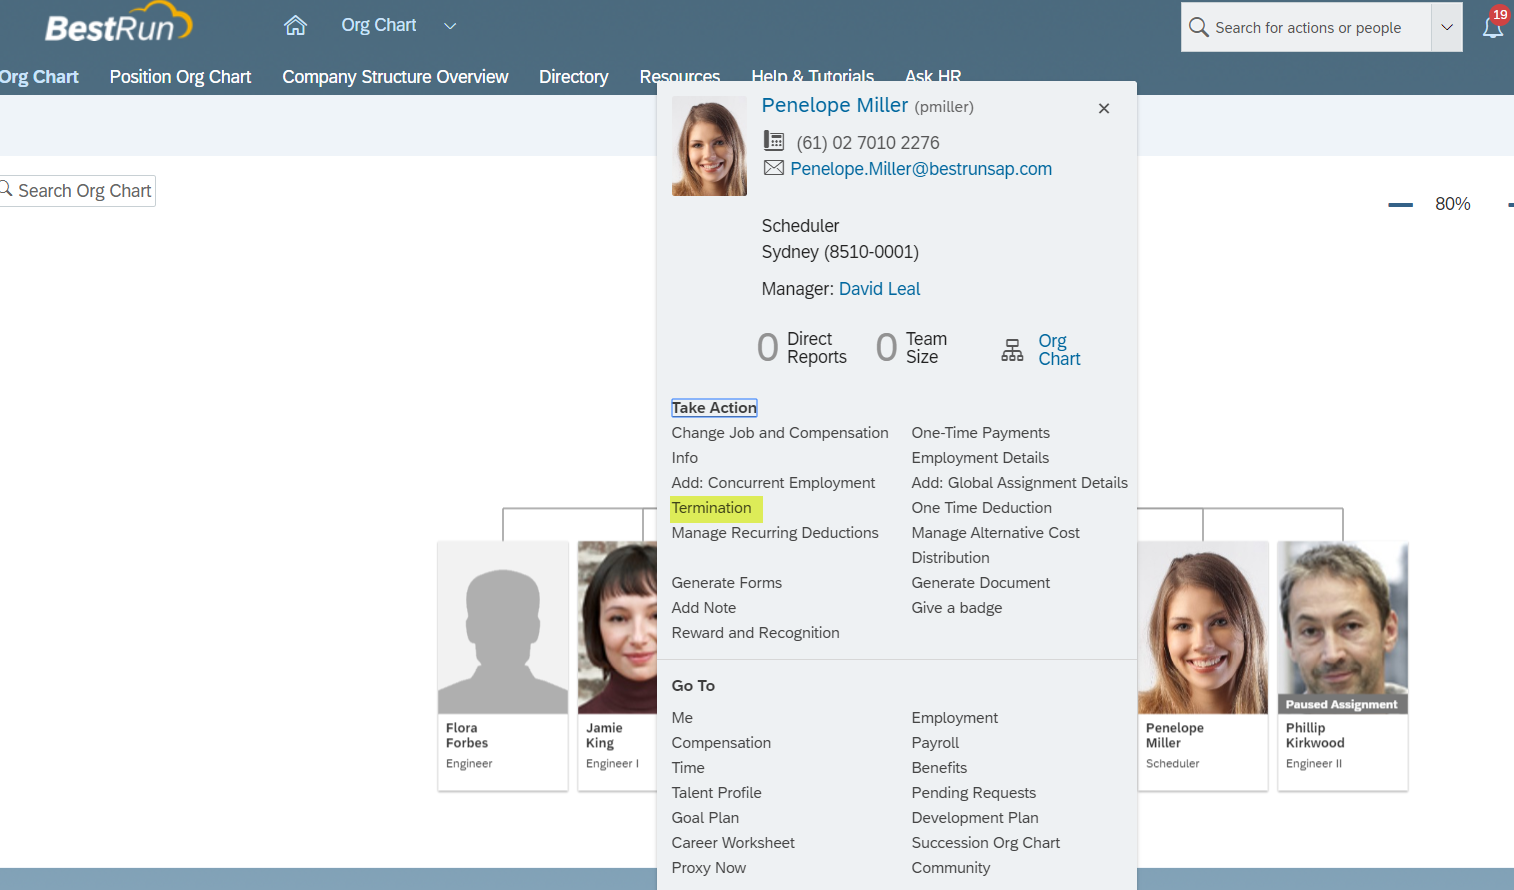 BestRun
Org Chart
Search for actions or people
19
Org Chart Position Org Chart Company Structure Overview Directory Resources Help & Tutorials Ask HR
Search Org Chart
80%
Penelope Miller (pmiller)
(61) 02 7010 2276
Penelope.Miller@bestrunsap.com
Scheduler
Sydney (8510-0001)
Manager: David Leal
0 Direct Reports
0 Team Size
Org Chart
Take Action
Change Job and Compensation Info
One-Time Payments
Employment Details
Add: Concurrent Employment
Add: Global Assignment Details
Termination
One Time Deduction
Manage Recurring Deductions
Manage Alternative Cost Distribution
Generate Forms
Generate Document
Add Note
Give a badge
Reward and Recognition
Go To
Me
Employment
Compensation
Payroll
Time
Benefits
Talent Profile
Pending Requests
Goal Plan
Development Plan
Career Worksheet
Succession Org Chart
Proxy Now
Community
Flora
Forbes
Engineer
Jamie
King
Engineer I
Penelope
Miller
Scheduler
Paused Assignment
Phillip
Kirkwood
Engineer II